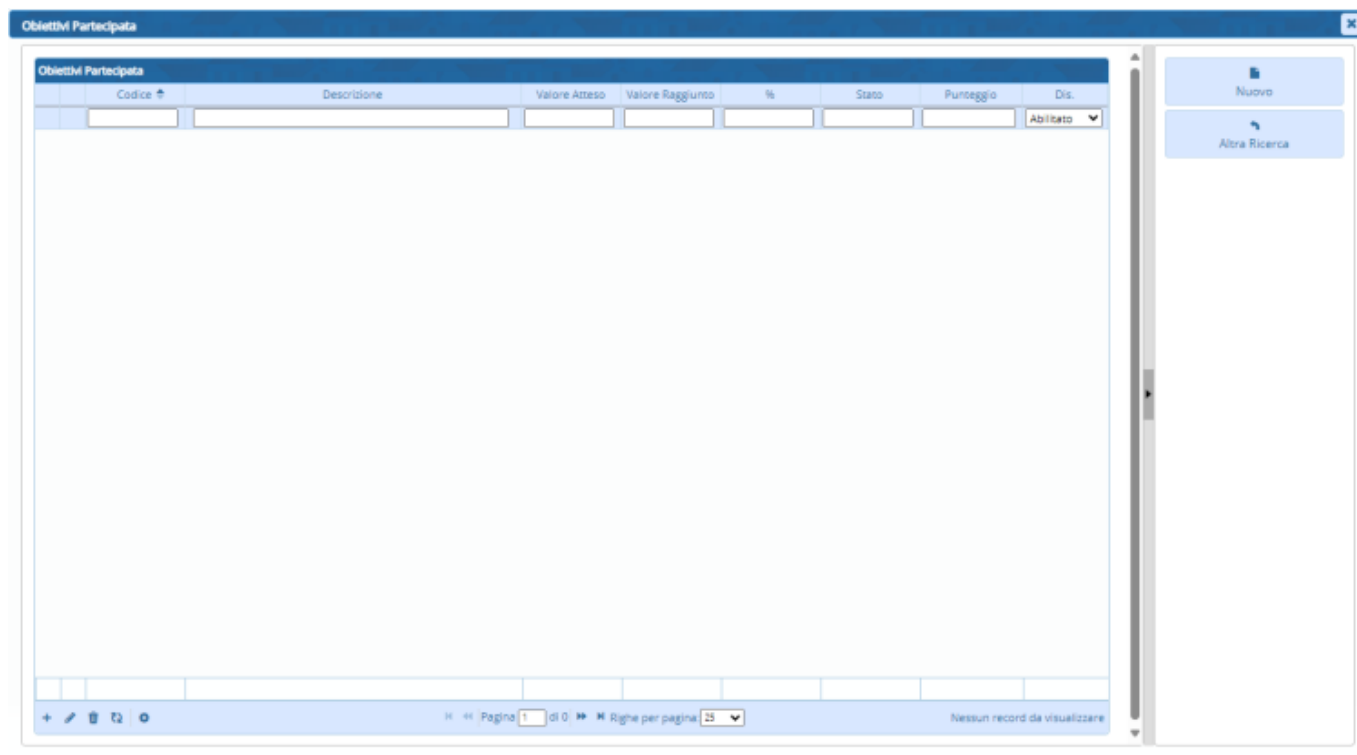 Obiettivi Partecipata
Obiettivi Partecipata
Codice Descrizione Valore Atteso Valore Raggiunto % Stato Punteggio Dis.
Abilitato
Pagina 1 di 0 Righe per pagina: 25 Nessun record da visualizzare
Nuovo
Altra Ricerca